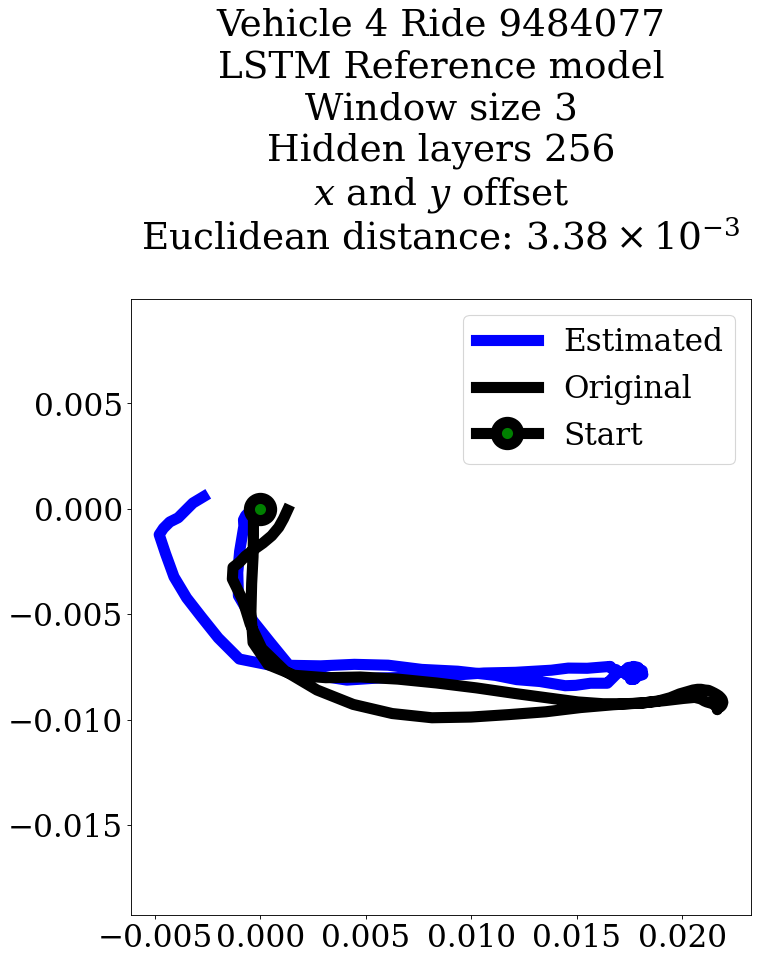 Vehicle 4 Ride 9484077
LSTM Reference model
Window size 3
Hidden layers 256
x and y offset
Euclidean distance: 3.38 × 10⁻³
Estimated
Original
Start
0.005
0.000
−0.005
−0.010
−0.015
−0.005 0.000 0.005 0.010 0.015 0.020